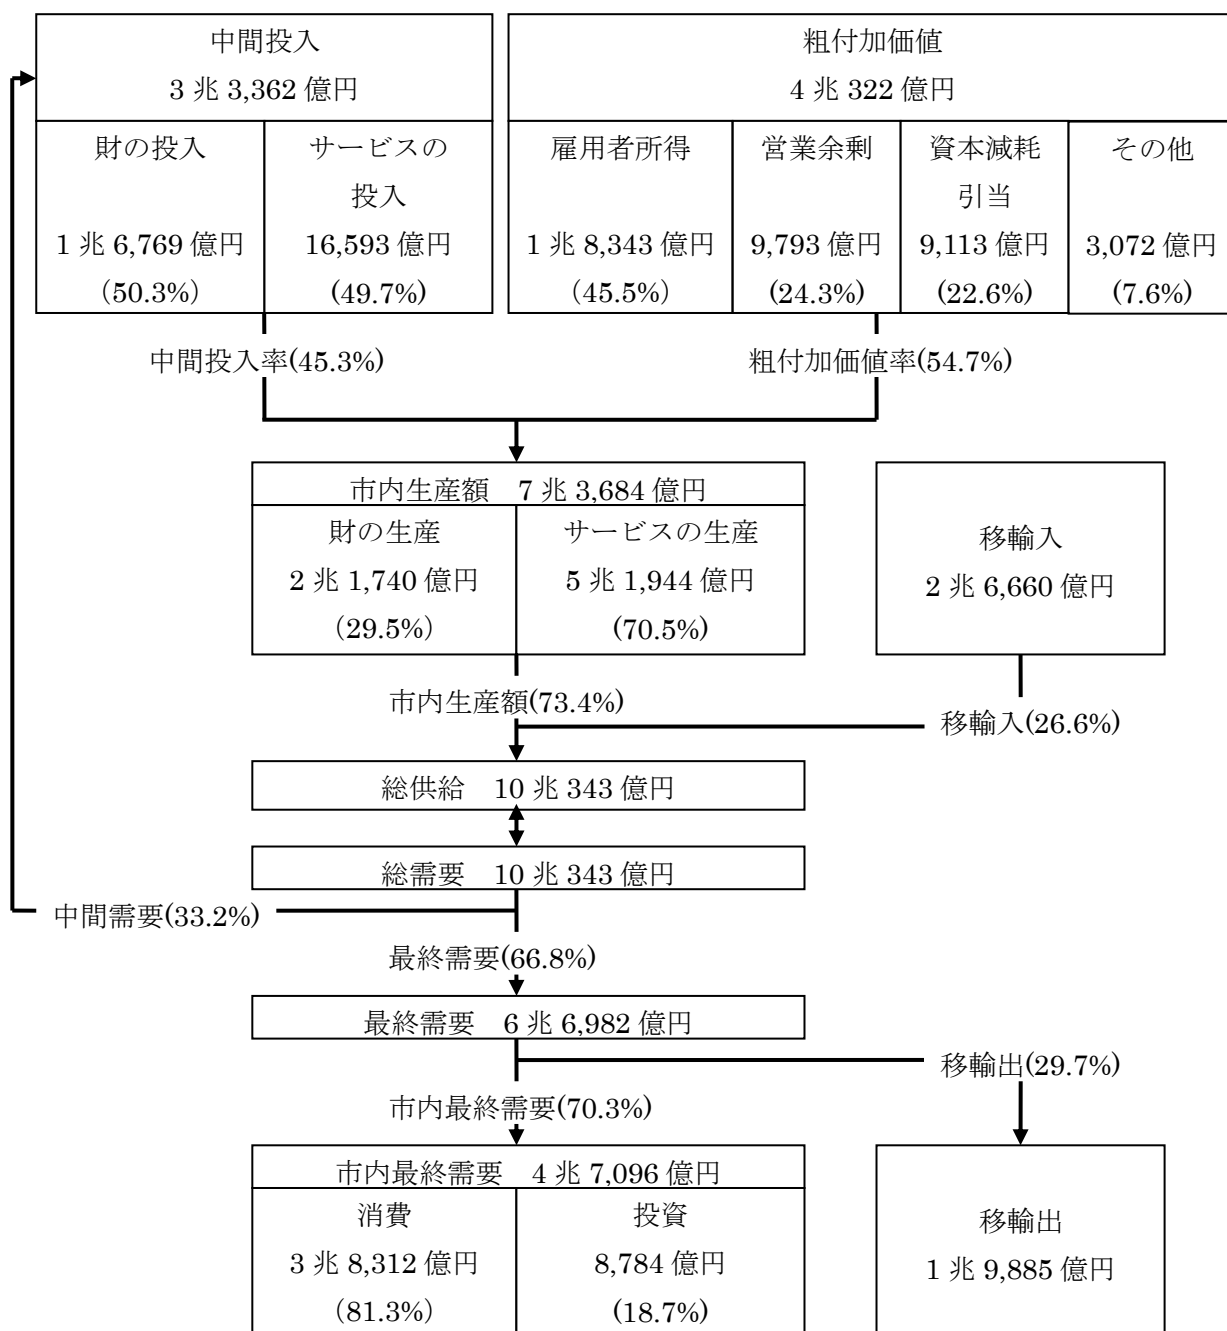 中間投入
3 兆 3,362 億円
粗付加価値
4 兆 322 億円
財の投入
1 兆 6,769 億円
（50.3%）
サービスの
投入
16,593 億円
(49.7%)
雇用者所得
1 兆 8,343 億円
（45.5%）
営業余剰
9,793 億円
(24.3%)
資本減耗
引当
9,113 億円
(22.6%)
その他
3,072 億円
(7.6%)
中間投入率(45.3%)
粗付加価値率(54.7%)
市内生産額　7 兆 3,684 億円
財の生産
2 兆 1,740 億円
（29.5%）
サービスの生産
5 兆 1,944 億円
(70.5%)
移輸入
2 兆 6,660 億円
市内生産額(73.4%)
移輸入(26.6%)
総供給　10 兆 343 億円
総需要　10 兆 343 億円
中間需要(33.2%)
最終需要(66.8%)
最終需要　6 兆 6,982 億円
移輸出(29.7%)
市内最終需要(70.3%)
市内最終需要　4 兆 7,096 億円
消費
3 兆 8,312 億円
（81.3%）
投資
8,784 億円
(18.7%)
移輸出
1 兆 9,885 億円